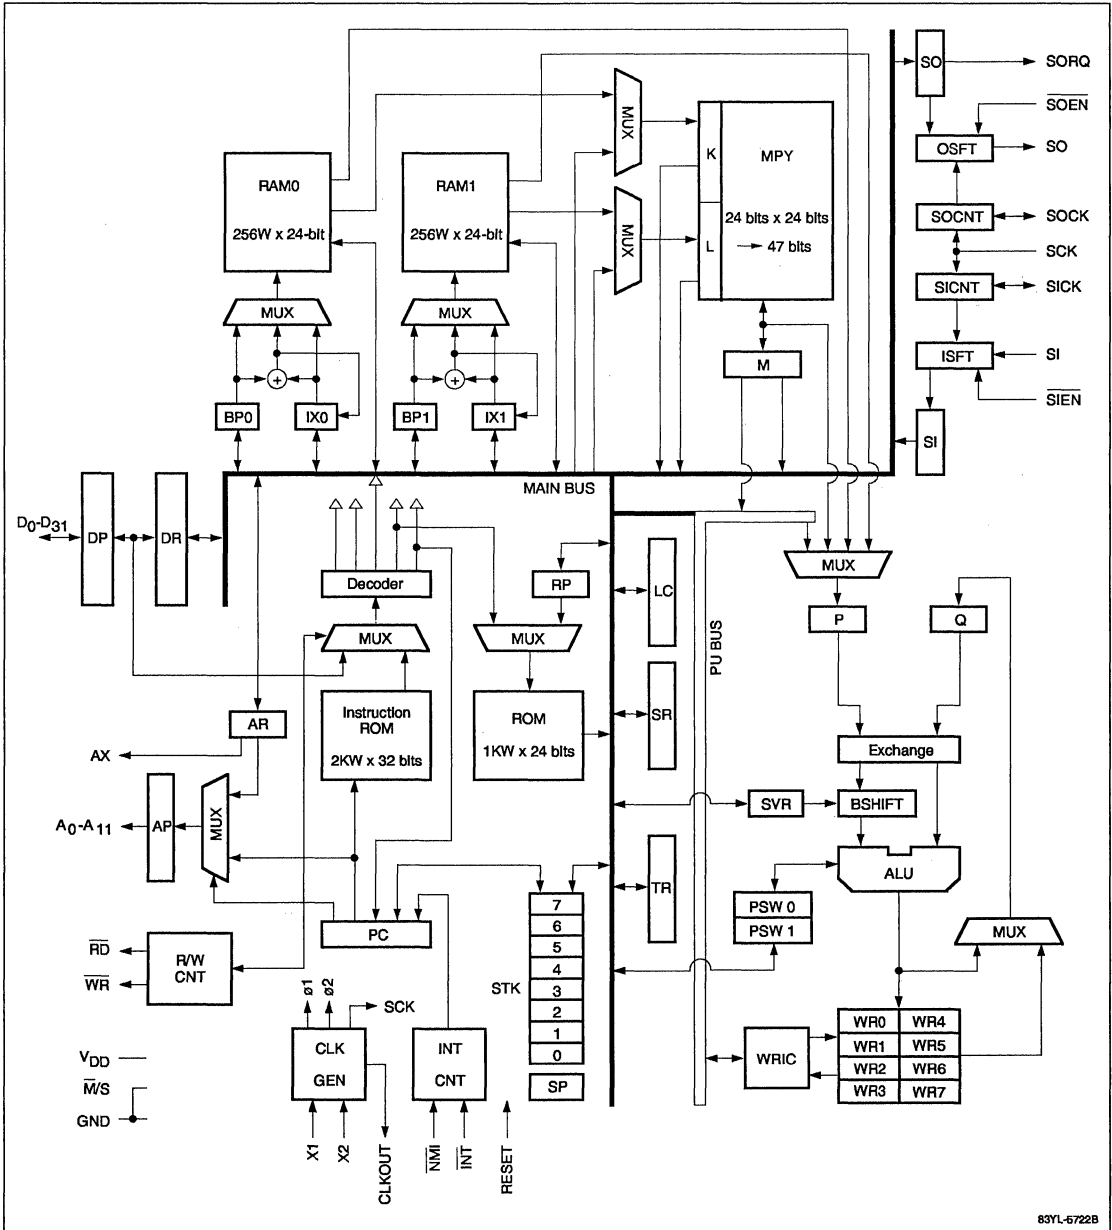 SO
SORQ
SOEN
OSFT
SO
SOCNT
SOCK
SCK
SICNT
SICK
ISFT
SI
SIEN
SI
RAM0
256W x 24-bit
RAM1
256W x 24-bit
MUX
MUX
K
L
MPY
24 bits x 24 bits
47 bits
MUX
MUX
M
BP0
IX0
BP1
IX1
MAIN BUS
D0-D31
DP
DR
Decoder
RP
LC
MUX
MUX
MUX
P
Q
PU BUS
AR
Instruction
ROM
2KW x 32 bits
ROM
1KW x 24 bits
SR
Exchange
AX
A0-A11
AP
MUX
SVR
BSHIFT
ALU
TR
PC
7
6
5
4
3
2
1
0
STK
SP
PSW 0
PSW 1
MUX
RD
WR
R/W
CNT
ø1
ø2
SCK
CLK
GEN
INT
CNT
WRIC
WR0 WR4
WR1 WR5
WR2 WR6
WR3 WR7
VDD
M/S
GND
X1
X2
CLKOUT
NMI
INT
RESET
83YL-5722B